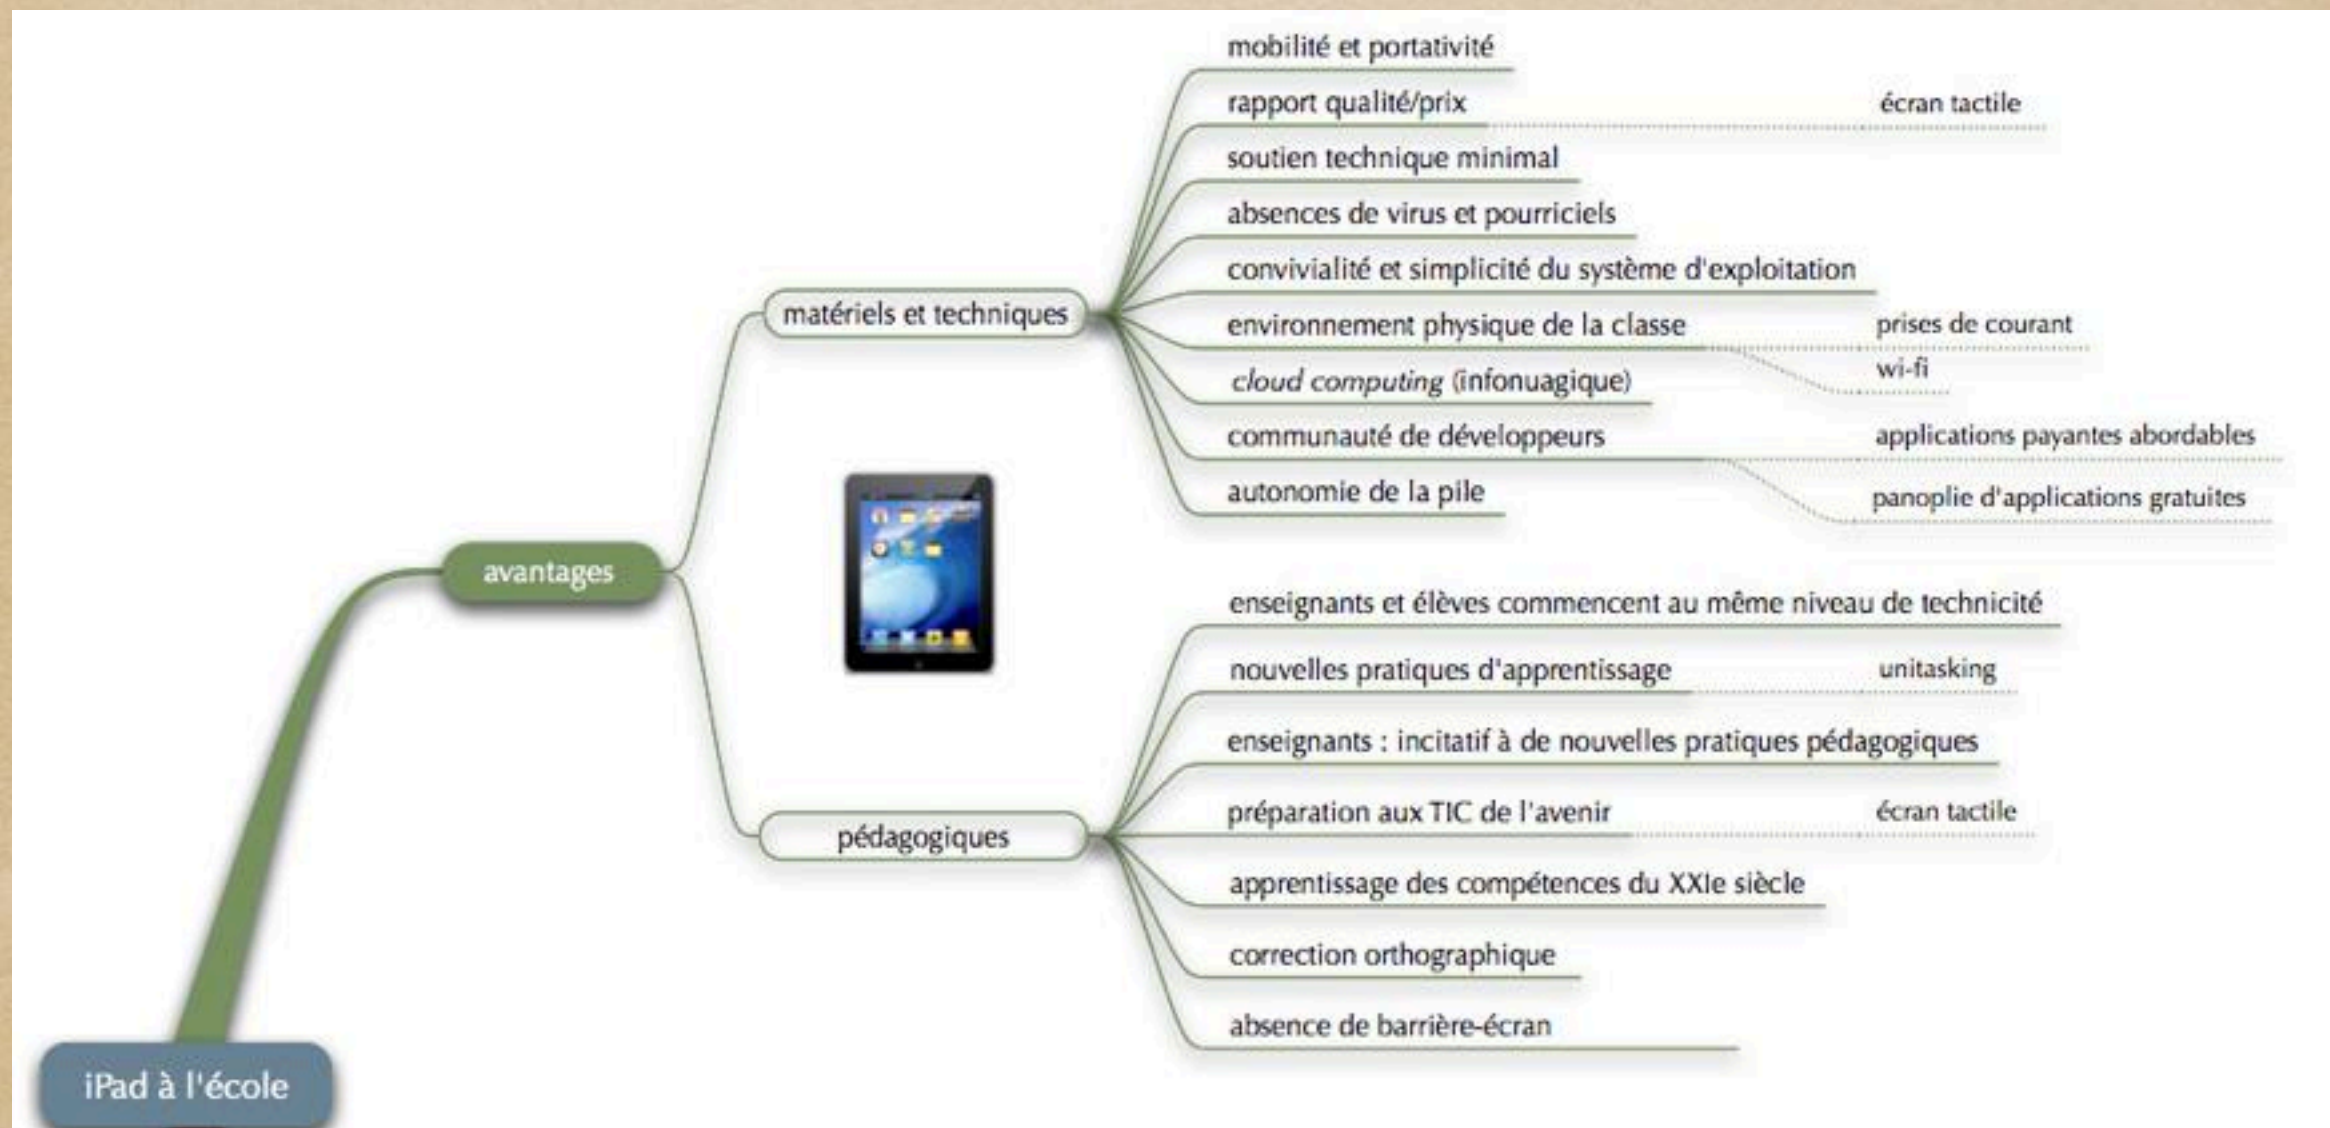 mobilité et portativité
rapport qualité/prix
écran tactile
soutien technique minimal
absences de virus et pourriciels
convivialité et simplicité du système d'exploitation
matériels et techniques
environnement physique de la classe
prises de courant
wi-fi
cloud computing (infonuagique)
communauté de développeurs
applications payantes abordables
autonomie de la pile
panoplie d'applications gratuites
avantages
enseignants et élèves commencent au même niveau de technicité
nouvelles pratiques d'apprentissage
unitasking
enseignants : incitatif à de nouvelles pratiques pédagogiques
préparation aux TIC de l'avenir
écran tactile
pédagogiques
apprentissage des compétences du XXIe siècle
correction orthographique
absence de barrière-écran
iPad à l'école